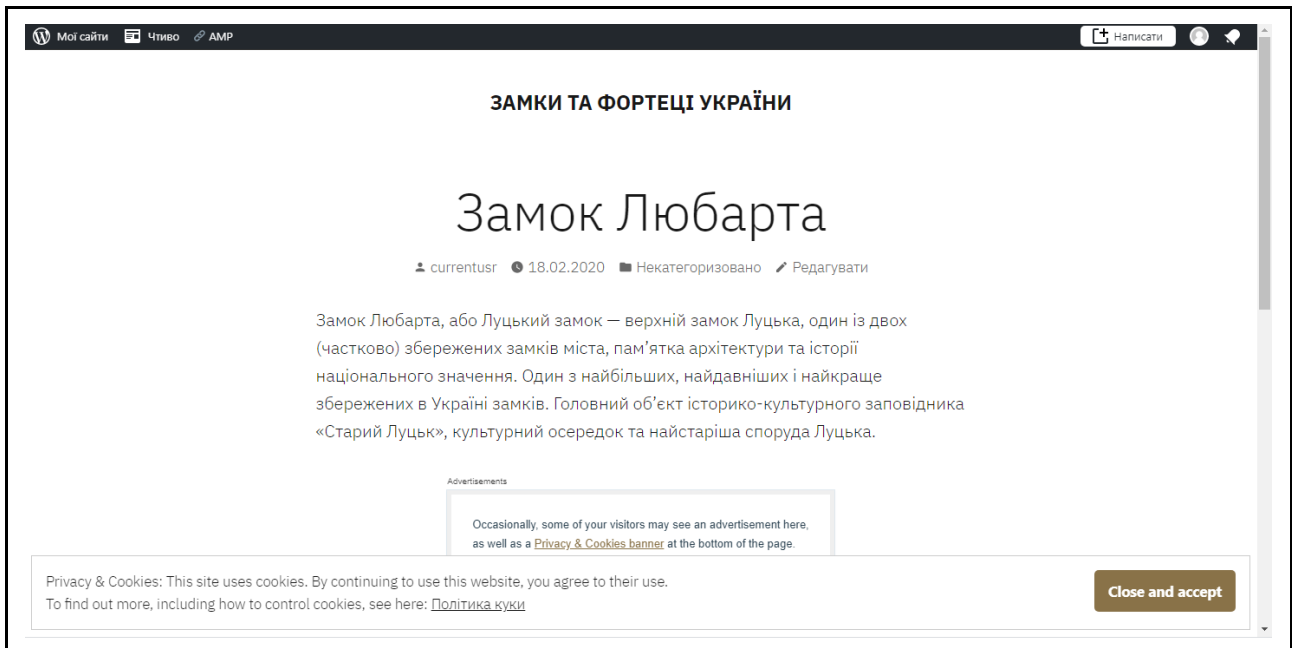 Мої сайти Чтиво AMP Написати
ЗАМКИ ТА ФОРТЕЦІ УКРАЇНИ
Замок Любарта
currentusr 18.02.2020 Некатегоризовано Редагувати
Замок Любарта, або Луцький замок — верхній замок Луцька, один із двох
(частково) збережених замків міста, пам’ятка архітектури та історії
національного значення. Один з найбільших, найдавніших і найкраще
збережених в Україні замків. Головний об’єкт історико-культурного заповідника
«Старий Луцьк», культурний осередок та найстаріша споруда Луцька.
Advertisements
Occasionally, some of your visitors may see an advertisement here,
as well as a Privacy & Cookies banner at the bottom of the page.
Privacy & Cookies: This site uses cookies. By continuing to use this website, you agree to their use.
To find out more, including how to control cookies, see here: Політика куки
Close and accept